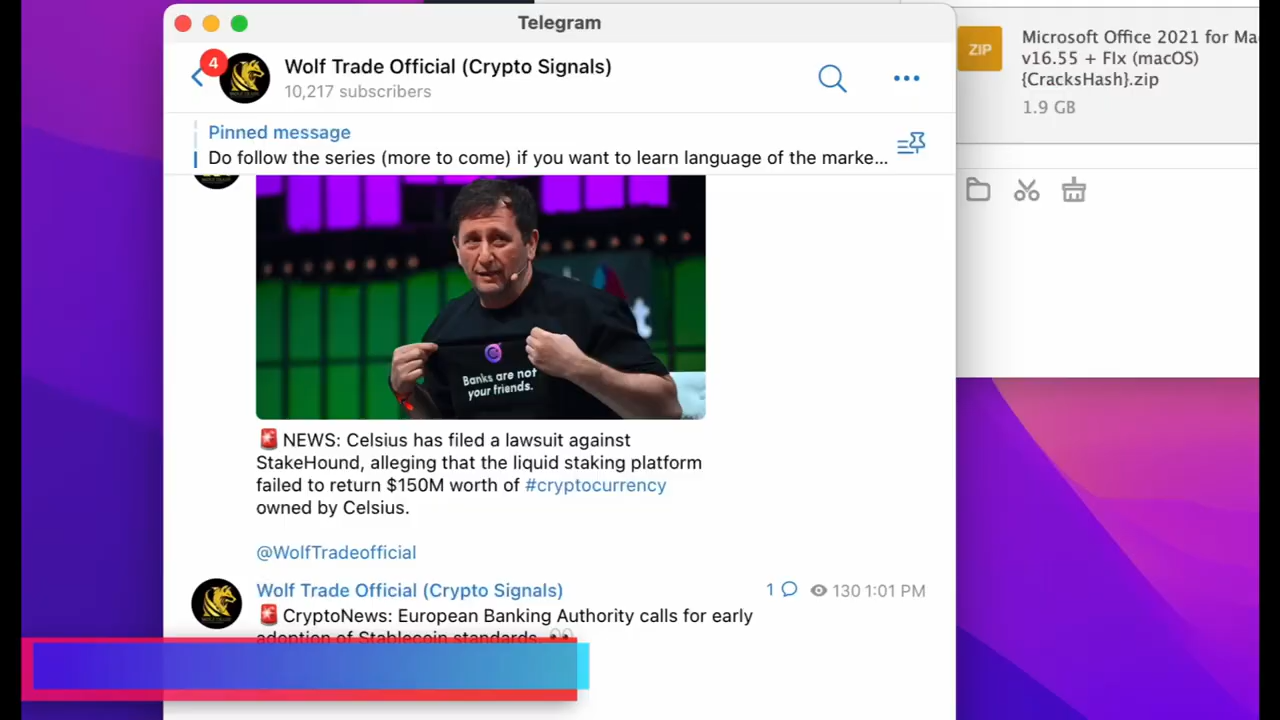 Telegram
4
Wolf Trade Official (Crypto Signals)
10,217 subscribers
Pinned message
Do follow the series (more to come) if you want to learn language of the marke...
Banks are not
your friends.
🚨 NEWS: Celsius has filed a lawsuit against
StakeHound, alleging that the liquid staking platform
failed to return $150M worth of #cryptocurrency
owned by Celsius.
@WolfTradeofficial
Wolf Trade Official (Crypto Signals)
1
130 1:01 PM
🚨 CryptoNews: European Banking Authority calls for early
adoption of Stablecoin standards. 👀
ZIP
Microsoft Office 2021 for Ma
v16.55 + FIx (macOS)
{CracksHash}.zip
1.9 GB